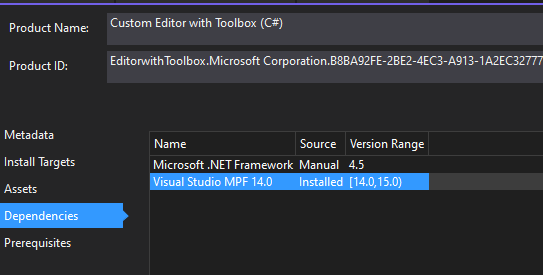 Product Name: Custom Editor with Toolbox (C#)
Product ID: EditorwithToolbox.Microsoft Corporation.B8BA92FE-2BE2-4EC3-A913-1A2EC32777
Metadata
Install Targets
Assets
Dependencies
Prerequisites
Name Source Version Range
Microsoft .NET Framework Manual 4.5
Visual Studio MPF 14.0 Installed [14.0,15.0)